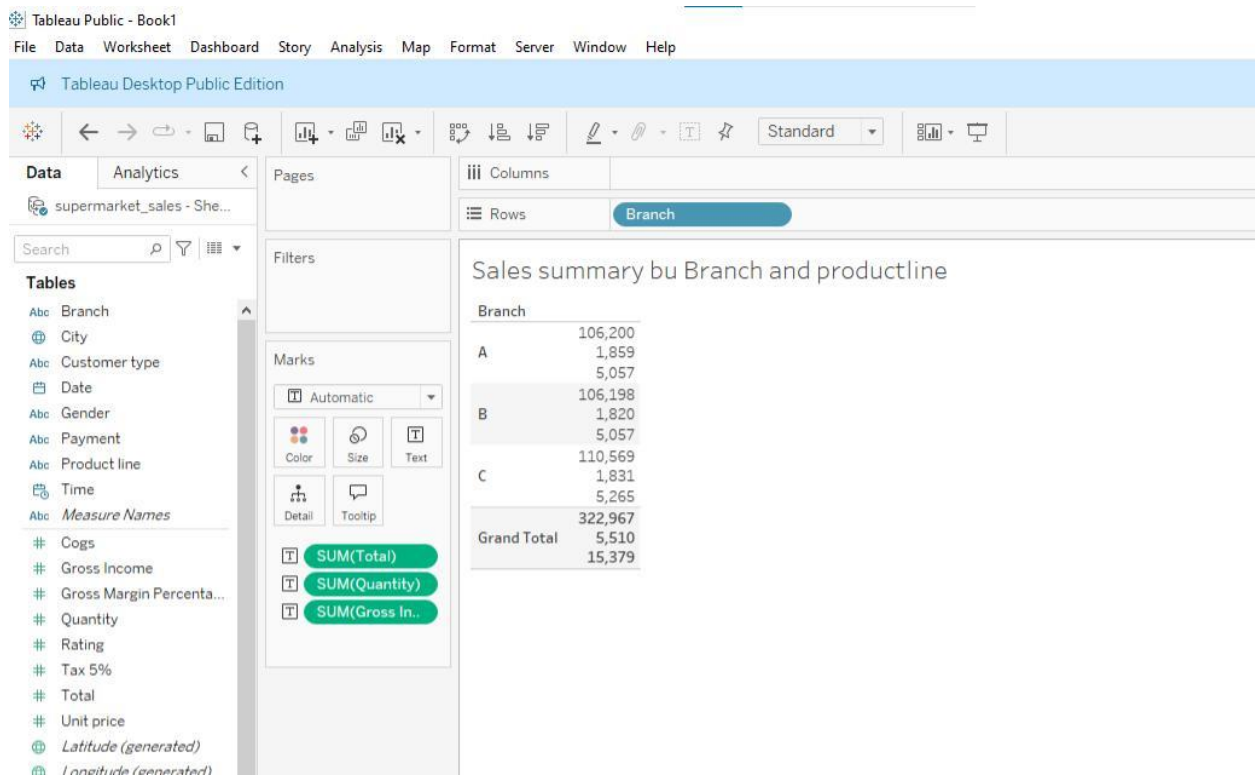 Tableau Public - Book1
File Data Worksheet Dashboard Story Analysis Map Format Server Window Help
Tableau Desktop Public Edition
Standard
Data Analytics
supermarket_sales - She...
Search
Tables
Abc Branch
City
Abc Customer type
Date
Abc Gender
Abc Payment
Abc Product line
Time
Abc Measure Names
# Cogs
# Gross Income
# Gross Margin Percenta...
# Quantity
# Rating
# Tax 5%
# Total
# Unit price
Latitude (generated)
Longitude (generated)
Pages
Filters
Marks
T Automatic
Color Size T Text
Detail Tooltip
T SUM(Total)
T SUM(Quantity)
T SUM(Gross In..
iii Columns
Rows Branch
Sales summary bu Branch and productline
Branch
106,200
A 1,859
5,057
106,198
B 1,820
5,057
110,569
C 1,831
5,265
322,967
Grand Total 5,510
15,379